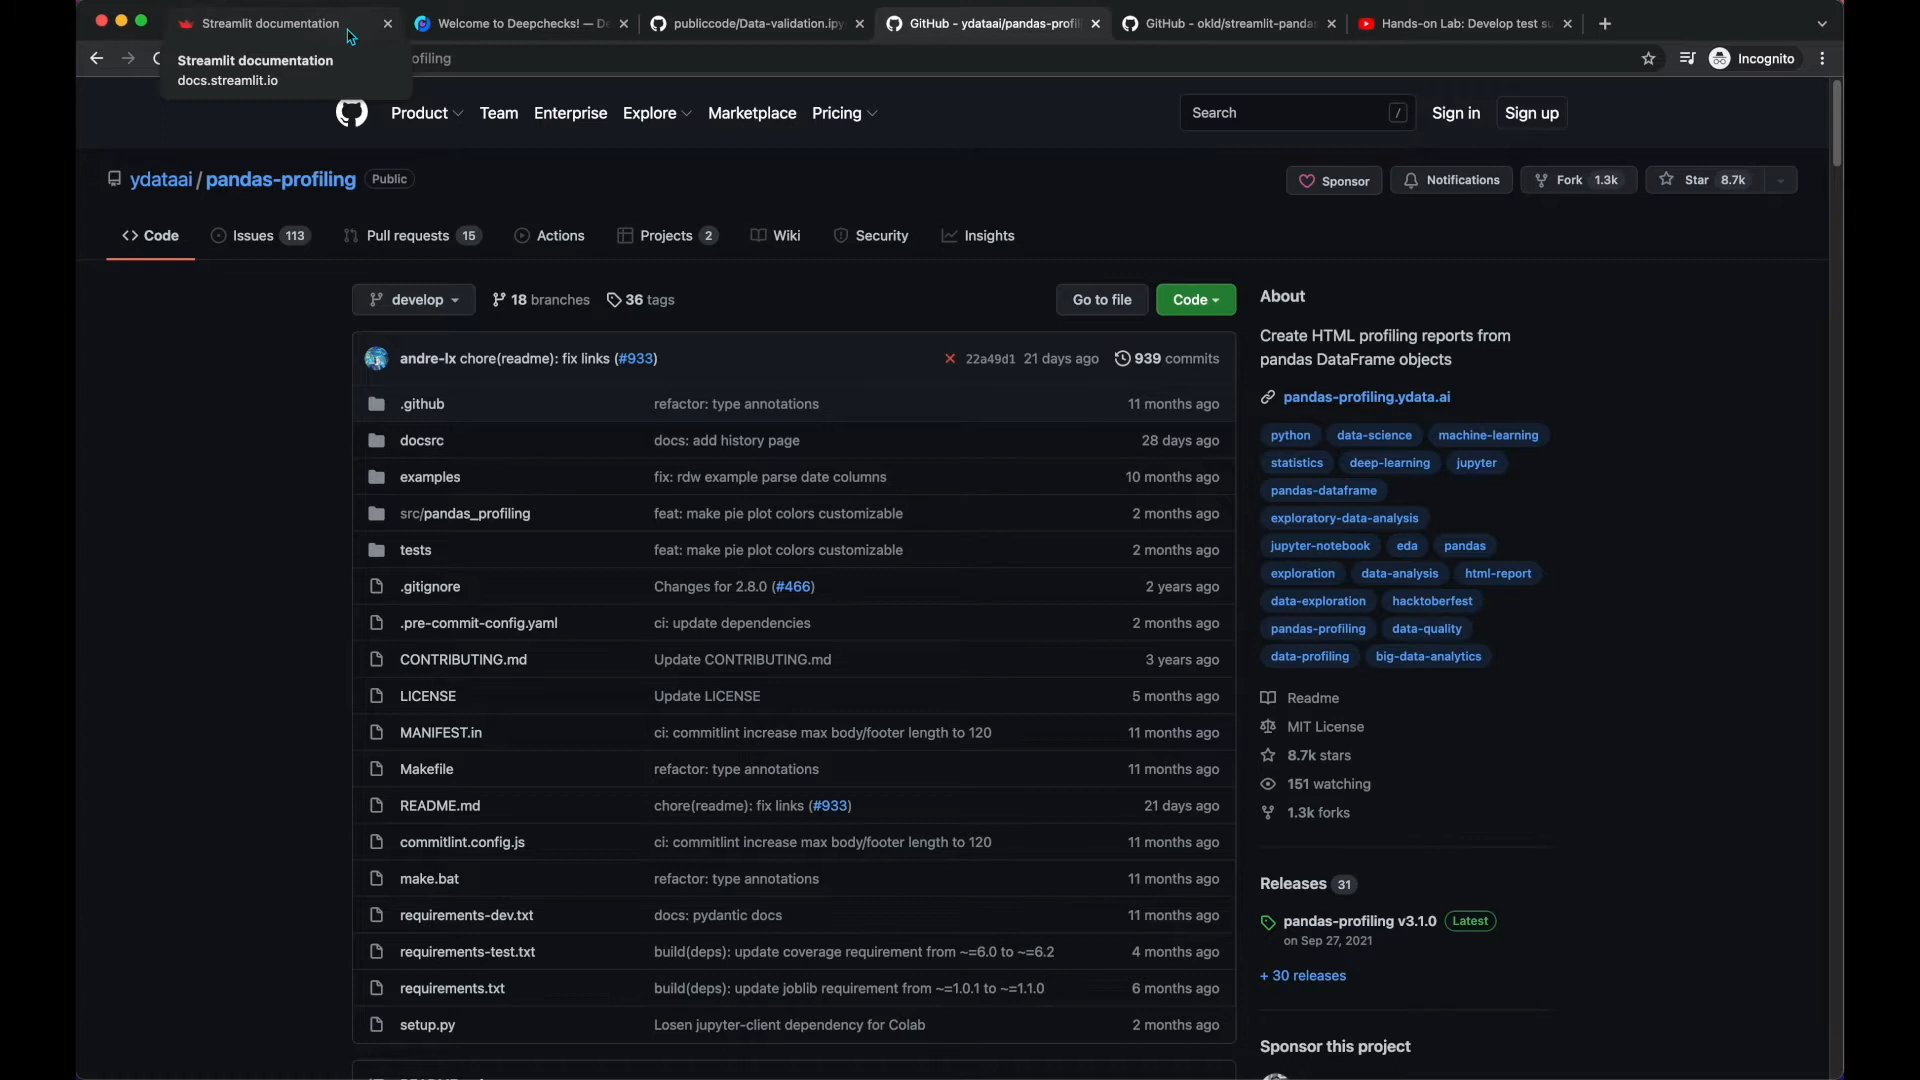 Streamlit documentation
Welcome to Deepchecks! — De
publiccode/Data-validation.ipy
GitHub - ydataai/pandas-profil
GitHub - okld/streamlit-panda
Hands-on Lab: Develop test su
Streamlit documentation
docs.streamlit.io
ofiling
Incognito
Product
Team
Enterprise
Explore
Marketplace
Pricing
Search /
Sign in
Sign up
ydataai / pandas-profiling Public
Sponsor
Notifications
Fork 1.3k
Star 8.7k
<> Code
Issues 113
Pull requests 15
Actions
Projects 2
Wiki
Security
Insights
develop
18 branches
36 tags
Go to file
Code
andre-lx chore(readme): fix links (#933) 22a49d1 21 days ago 939 commits
.github refactor: type annotations 11 months ago
docsrc docs: add history page 28 days ago
examples fix: rdw example parse date columns 10 months ago
src/pandas_profiling feat: make pie plot colors customizable 2 months ago
tests feat: make pie plot colors customizable 2 months ago
.gitignore Changes for 2.8.0 (#466) 2 years ago
.pre-commit-config.yaml ci: update dependencies 2 months ago
CONTRIBUTING.md Update CONTRIBUTING.md 3 years ago
LICENSE Update LICENSE 5 months ago
MANIFEST.in ci: commitlint increase max body/footer length to 120 11 months ago
Makefile refactor: type annotations 11 months ago
README.md chore(readme): fix links (#933) 21 days ago
commitlint.config.js ci: commitlint increase max body/footer length to 120 11 months ago
make.bat refactor: type annotations 11 months ago
requirements-dev.txt docs: pydantic docs 11 months ago
requirements-test.txt build(deps): update coverage requirement from ~=6.0 to ~=6.2 4 months ago
requirements.txt build(deps): update joblib requirement from ~=1.0.1 to ~=1.1.0 6 months ago
setup.py Losen jupyter-client dependency for Colab 2 months ago
About
Create HTML profiling reports from
pandas DataFrame objects
pandas-profiling.ydata.ai
python data-science machine-learning
statistics deep-learning jupyter
pandas-dataframe
exploratory-data-analysis
jupyter-notebook eda pandas
exploration data-analysis html-report
data-exploration hacktoberfest
pandas-profiling data-quality
data-profiling big-data-analytics
Readme
MIT License
8.7k stars
151 watching
1.3k forks
Releases 31
pandas-profiling v3.1.0 Latest
on Sep 27, 2021
+ 30 releases
Sponsor this project